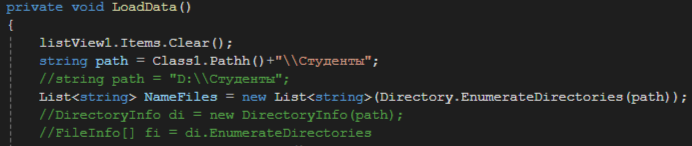 private void LoadData()
{
listView1.Items.Clear();
string path = Class1.Pathh()+"\\Студенты";
//string path = "D:\\Студенты";
List<string> NameFiles = new List<string>(Directory.EnumerateDirectories(path));
//DirectoryInfo di = new DirectoryInfo(path);
//FileInfo[] fi = di.EnumerateDirectories